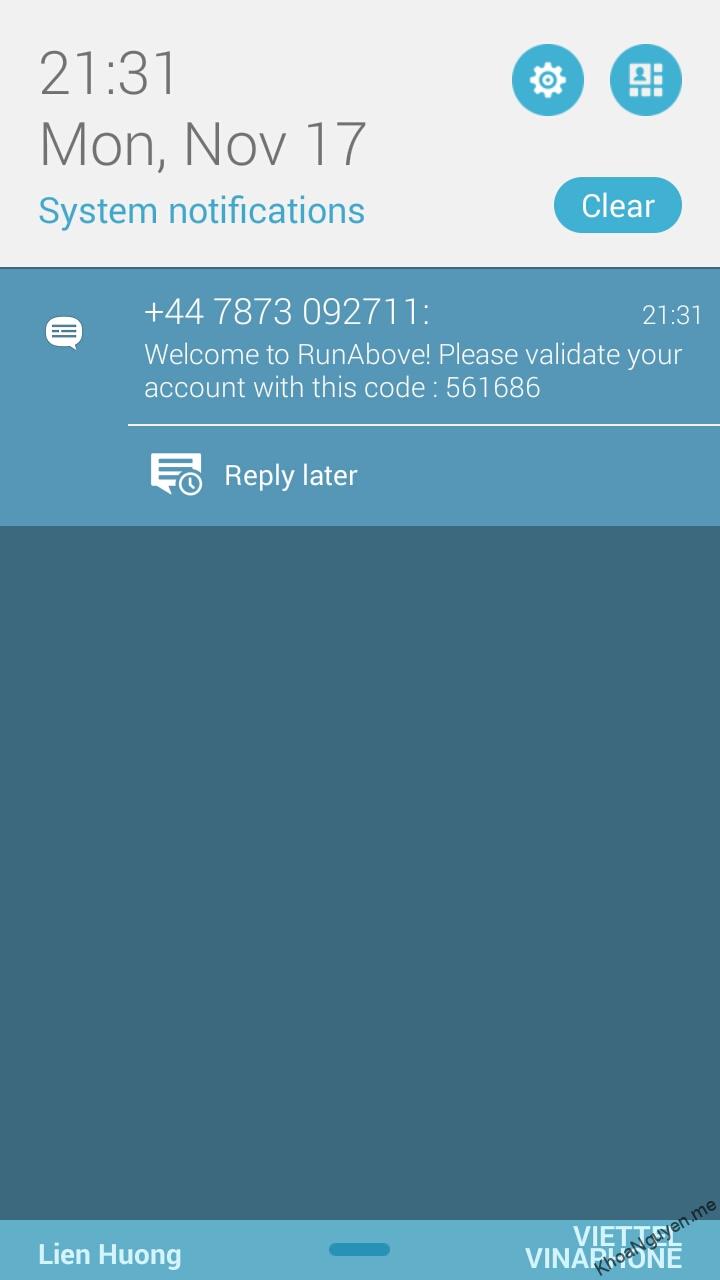 21:31
Mon, Nov 17
System notifications
Clear
+44 7873 092711:
21:31
Welcome to RunAbove! Please validate your
account with this code : 561686
Reply later
Lien Huong
VIETTEL
VINAPHONE
KhoaNguyen.me